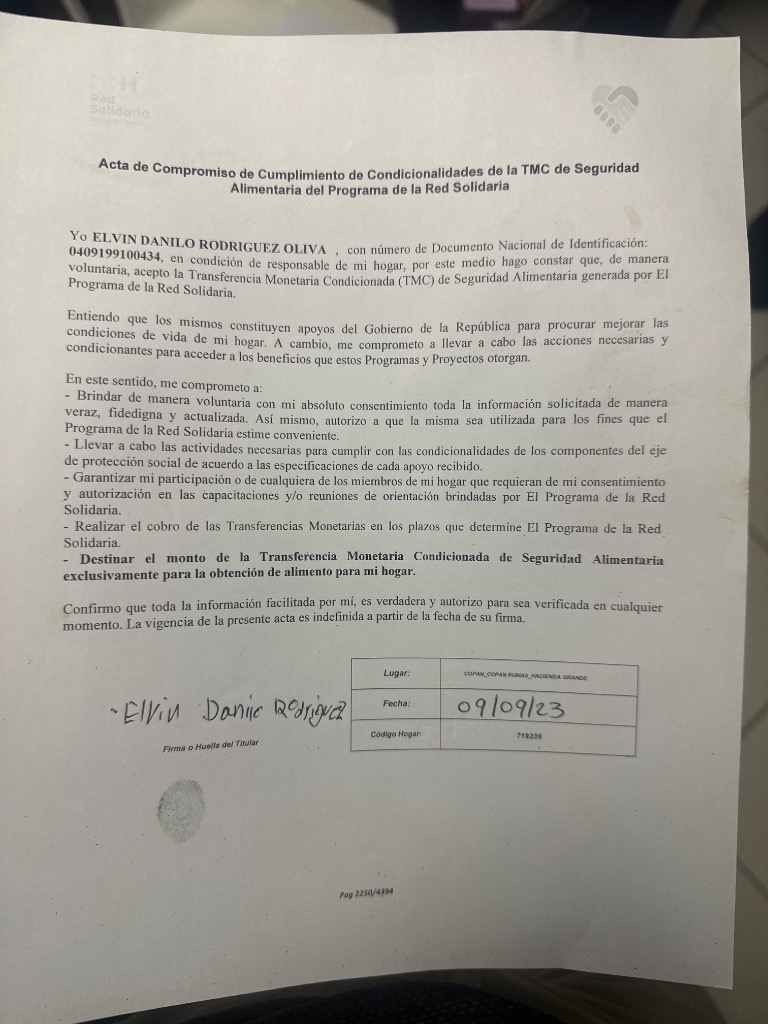 Red
Solidaria
Acta de Compromiso de Cumplimiento de Condicionalidades de la TMC de Seguridad
Alimentaria del Programa de la Red Solidaria
Yo ELVIN DANILO RODRIGUEZ OLIVA , con número de Documento Nacional de Identificación:
0409199100434, en condición de responsable de mi hogar, por este medio hago constar que, de manera
voluntaria, acepto la Transferencia Monetaria Condicionada (TMC) de Seguridad Alimentaria generada por El
Programa de la Red Solidaria.
Entiendo que los mismos constituyen apoyos del Gobierno de la República para procurar mejorar las
condiciones de vida de mi hogar. A cambio, me comprometo a llevar a cabo las acciones necesarias y
condicionantes para acceder a los beneficios que estos Programas y Proyectos otorgan.
En este sentido, me comprometo a:
- Brindar de manera voluntaria con mi absoluto consentimiento toda la información solicitada de manera
veraz, fidedigna y actualizada. Así mismo, autorizo a que la misma sea utilizada para los fines que el
Programa de la Red Solidaria estime conveniente.
- Llevar a cabo las actividades necesarias para cumplir con las condicionalidades de los componentes del eje
de protección social de acuerdo a las especificaciones de cada apoyo recibido.
- Garantizar mi participación o de cualquiera de los miembros de mi hogar que requieran de mi consentimiento
y autorización en las capacitaciones y/o reuniones de orientación brindadas por El Programa de la Red
Solidaria.
- Realizar el cobro de las Transferencias Monetarias en los plazos que determine El Programa de la Red
Solidaria.
- Destinar el monto de la Transferencia Monetaria Condicionada de Seguridad Alimentaria
exclusivamente para la obtención de alimento para mi hogar.
Confirmo que toda la información facilitada por mí, es verdadera y autorizo para sea verificada en cualquier
momento. La vigencia de la presente acta es indefinida a partir de la fecha de su firma.
Lugar: COPAN_COPÁN RUINAS_HACIENDA GRANDE
Elvin Danilo Rodriguez
Fecha: 09/09/23
Código Hogar: 719236
Firma o Huella del Titular
Pag 2250/4394